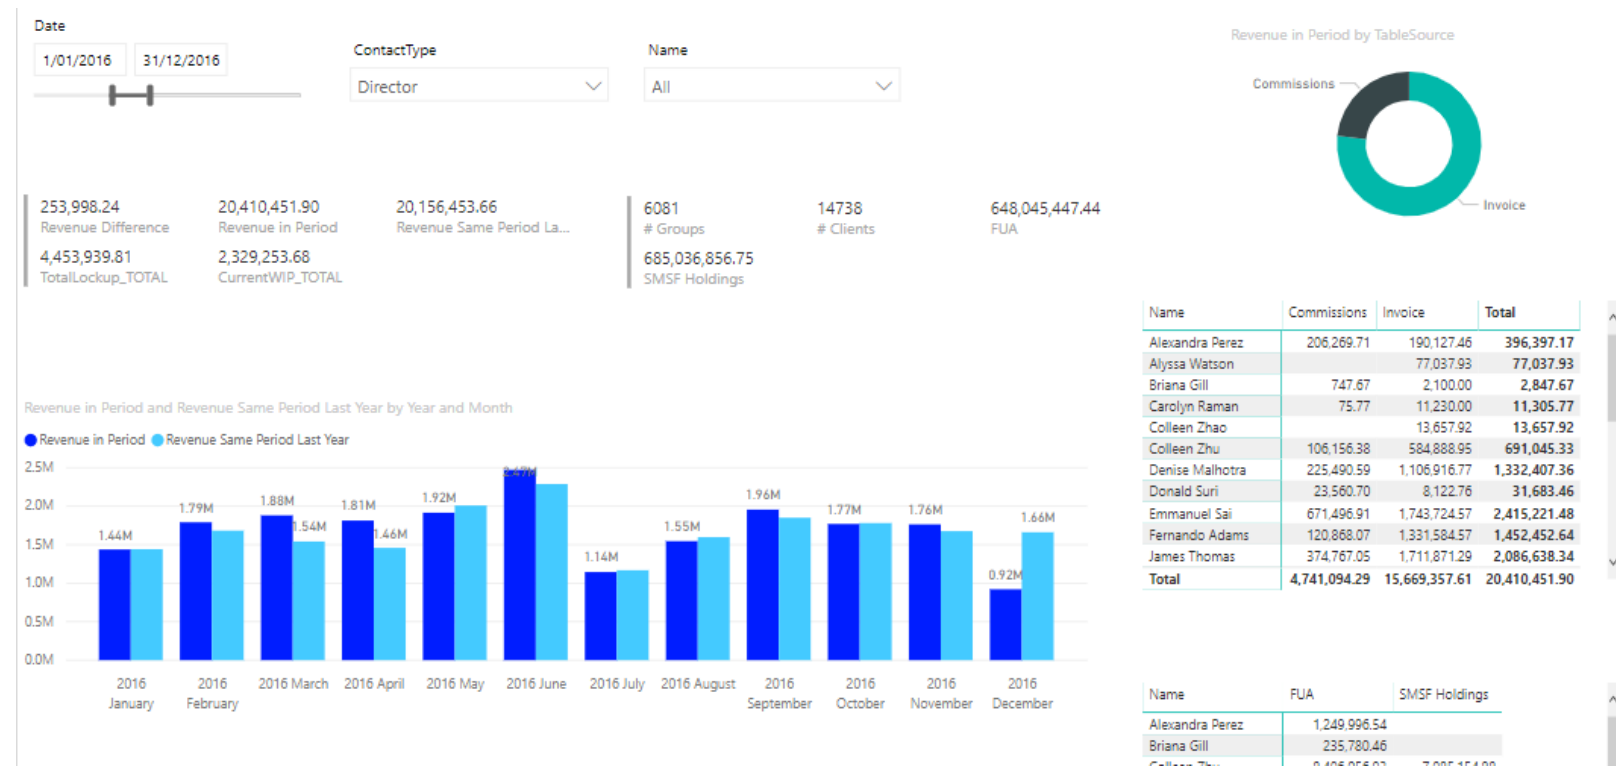 Date
1/01/2016 31/12/2016
ContactType
Director
Name
All
Revenue in Period by TableSource
Commissions
Invoice
253,998.24
Revenue Difference
20,410,451.90
Revenue in Period
20,156,453.66
Revenue Same Period La...
4,453,939.81
TotalLockup_TOTAL
2,329,253.68
CurrentWIP_TOTAL
6081
# Groups
14738
# Clients
648,045,447.44
FUA
685,036,856.75
SMSF Holdings
Name Commissions Invoice Total
Alexandra Perez 206,269.71 190,127.46 396,397.17
Alyssa Watson 77,037.93 77,037.93
Briana Gill 747.67 2,100.00 2,847.67
Carolyn Raman 75.77 11,230.00 11,305.77
Colleen Zhao 13,657.92 13,657.92
Colleen Zhu 106,156.38 584,888.95 691,045.33
Denise Malhotra 225,490.59 1,106,916.77 1,332,407.36
Donald Suri 23,560.70 8,122.76 31,683.46
Emmanuel Sai 671,496.91 1,743,724.57 2,415,221.48
Fernando Adams 120,868.07 1,331,584.57 1,452,452.64
James Thomas 374,767.05 1,711,871.29 2,086,638.34
Total 4,741,094.29 15,669,357.61 20,410,451.90
Revenue in Period and Revenue Same Period Last Year by Year and Month
Revenue in Period Revenue Same Period Last Year
2.5M
2.0M
1.5M
1.0M
0.5M
0.0M
1.44M
1.79M
1.88M
1.54M
1.81M
1.46M
1.92M
2.47M
1.14M
1.55M
1.96M
1.77M
1.76M
0.92M
1.66M
2016 January
2016 February
2016 March
2016 April
2016 May
2016 June
2016 July
2016 August
2016 September
2016 October
2016 November
2016 December
Name FUA SMSF Holdings
Alexandra Perez 1,249,996.54
Briana Gill 235,780.46
Colleen Zhu